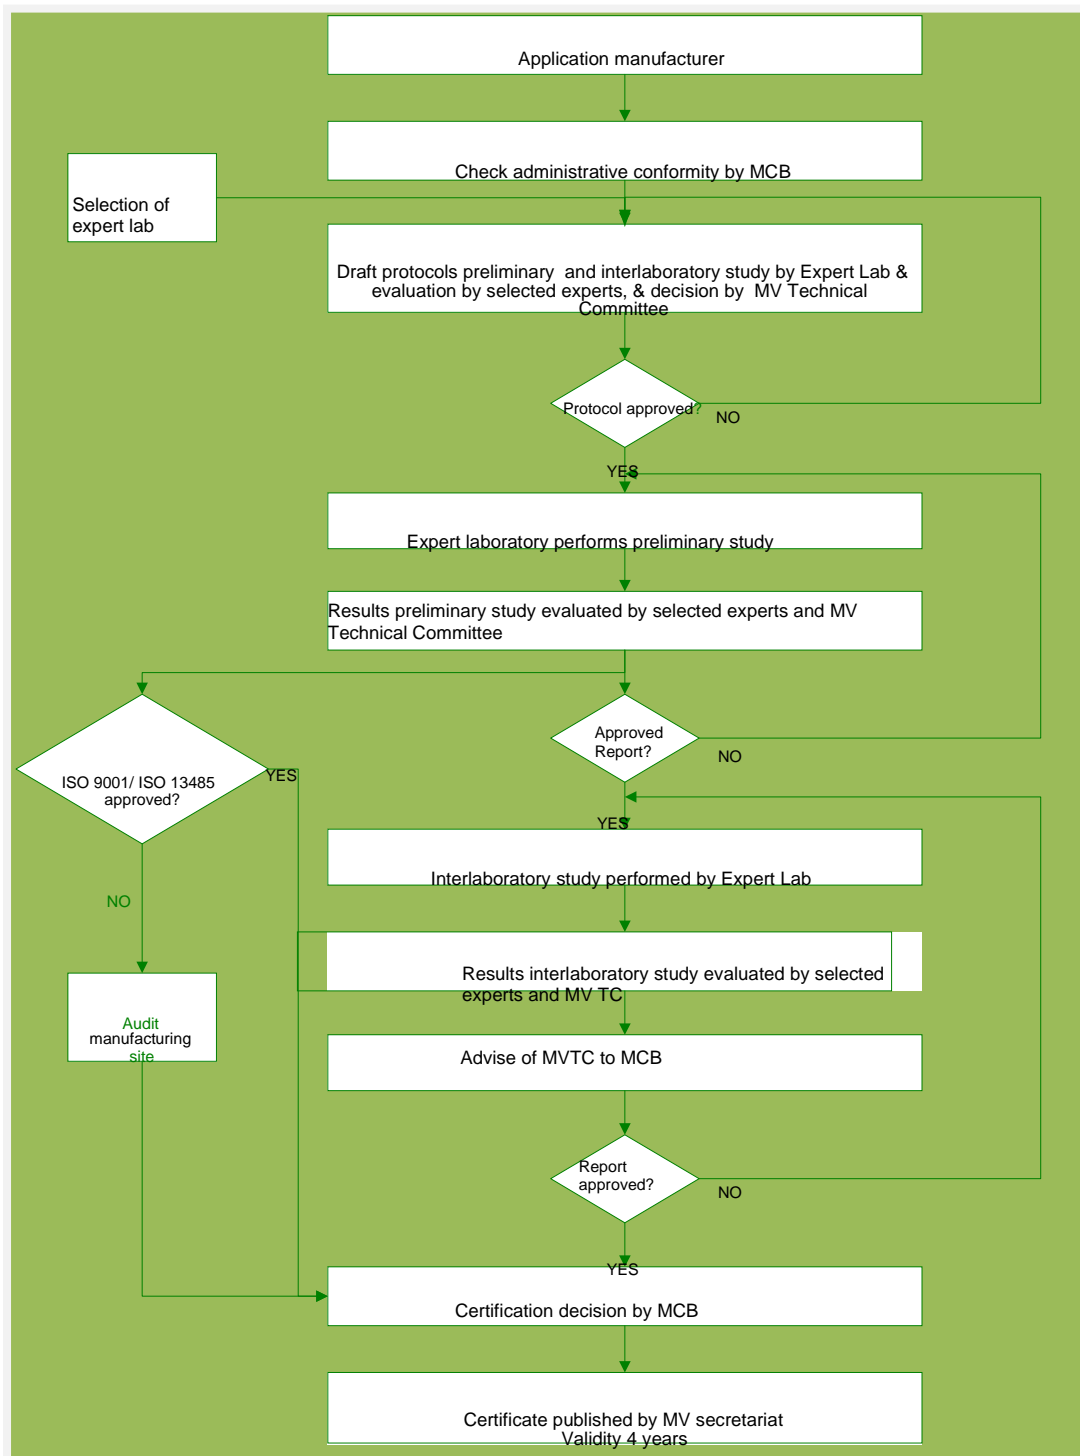 Application manufacturer
Check administrative conformity by MCB
Selection of
expert lab
Draft protocols preliminary and interlaboratory study by Expert Lab &
evaluation by selected experts, & decision by MV Technical
Committee
Protocol approved?
NO
YES
Expert laboratory performs preliminary study
Results preliminary study evaluated by selected experts and MV
Technical Committee
Approved
Report?
NO
ISO 9001/ ISO 13485
approved?
YES
YES
Interlaboratory study performed by Expert Lab
NO
Results interlaboratory study evaluated by selected
experts and MV TC
Audit
manufacturing
site
Advise of MVTC to MCB
Report
approved?
NO
YES
Certification decision by MCB
Certificate published by MV secretariat
Validity 4 years